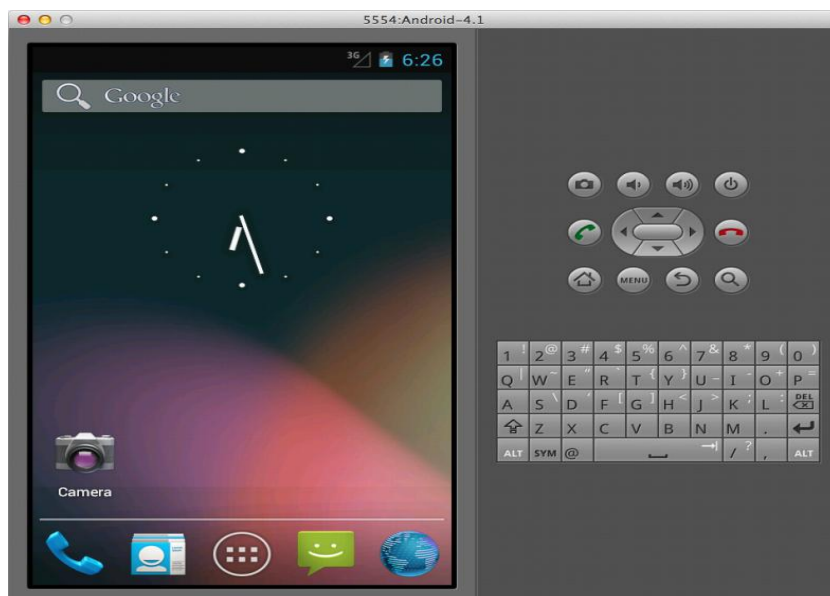 5554:Android-4.1
3G 6:26
Google
MENU
1 ! 2 @ 3 # 4 $ 5 % 6 ^ 7 & 8 * 9 ( 0 )
Q | W ~ E " R ` T { Y } U _ I - O + P =
A S \ D ' F [ G ] H < J > K ; L : DEL
Z X C V B N M .
ALT SYM @ / ? , ALT
Camera